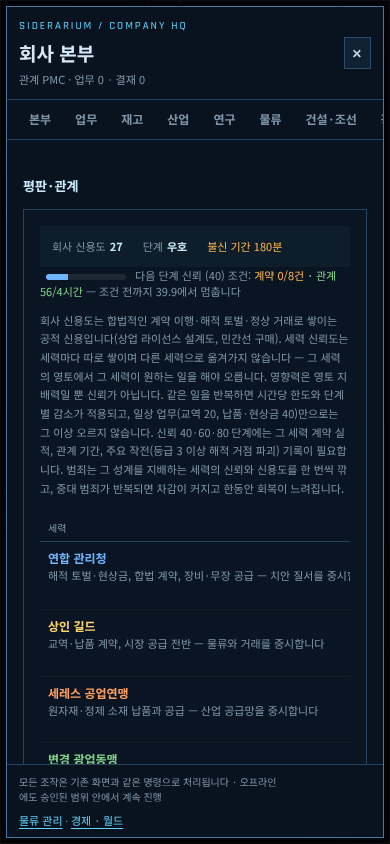 SIDERARIUM / COMPANY HQ
회사 본부
×
관계 PMC · 업무 0 · 결재 0
본부 업무 재고 산업 연구 물류 건설·조선
평판·관계
회사 신용도 27 단계 우호 불신 기간 180분
다음 단계 신뢰 (40) 조건: 계약 0/8건 · 관계
56/4시간 — 조건 전까지 39.9에서 멈춥니다
회사 신용도는 합법적인 계약 이행·해적 토벌·정상 거래로 쌓이는
공적 신용입니다(상업 라이선스 설계도, 민간선 구매). 세력 신뢰도는
세력마다 따로 쌓이며 다른 세력으로 옮겨가지 않습니다 — 그 세력
의 영토에서 그 세력이 원하는 일을 해야 오릅니다. 영향력은 영토 지
배력일 뿐 신뢰가 아닙니다. 같은 일을 반복하면 시간당 한도와 단계
별 감소가 적용되고, 일상 업무(교역 20, 납품·현상금 40)만으로는
그 이상 오르지 않습니다. 신뢰 40·60·80 단계에는 그 세력 계약 실
적, 관계 기간, 주요 작전(등급 3 이상 해적 거점 파괴) 기록이 필요합
니다. 범죄는 그 성계를 지배하는 세력의 신뢰와 신용도를 한 번씩 깎
고, 중대 범죄가 반복되면 차감이 커지고 한동안 회복이 느려집니다.
세력
연합 관리청
해적 토벌·현상금, 합법 계약, 장비·무장 공급 — 치안 질서를 중시
상인 길드
교역·납품 계약, 시장 공급 전반 — 물류와 거래를 중시합니다
세레스 공업연맹
원자재·정제 소재 납품과 공급 — 산업 공급망을 중시합니다
변경 광업동맹
모든 조작은 기존 화면과 같은 명령으로 처리됩니다 · 오프라인
에도 승인된 범위 안에서 계속 진행
물류 관리 · 경제 · 월드